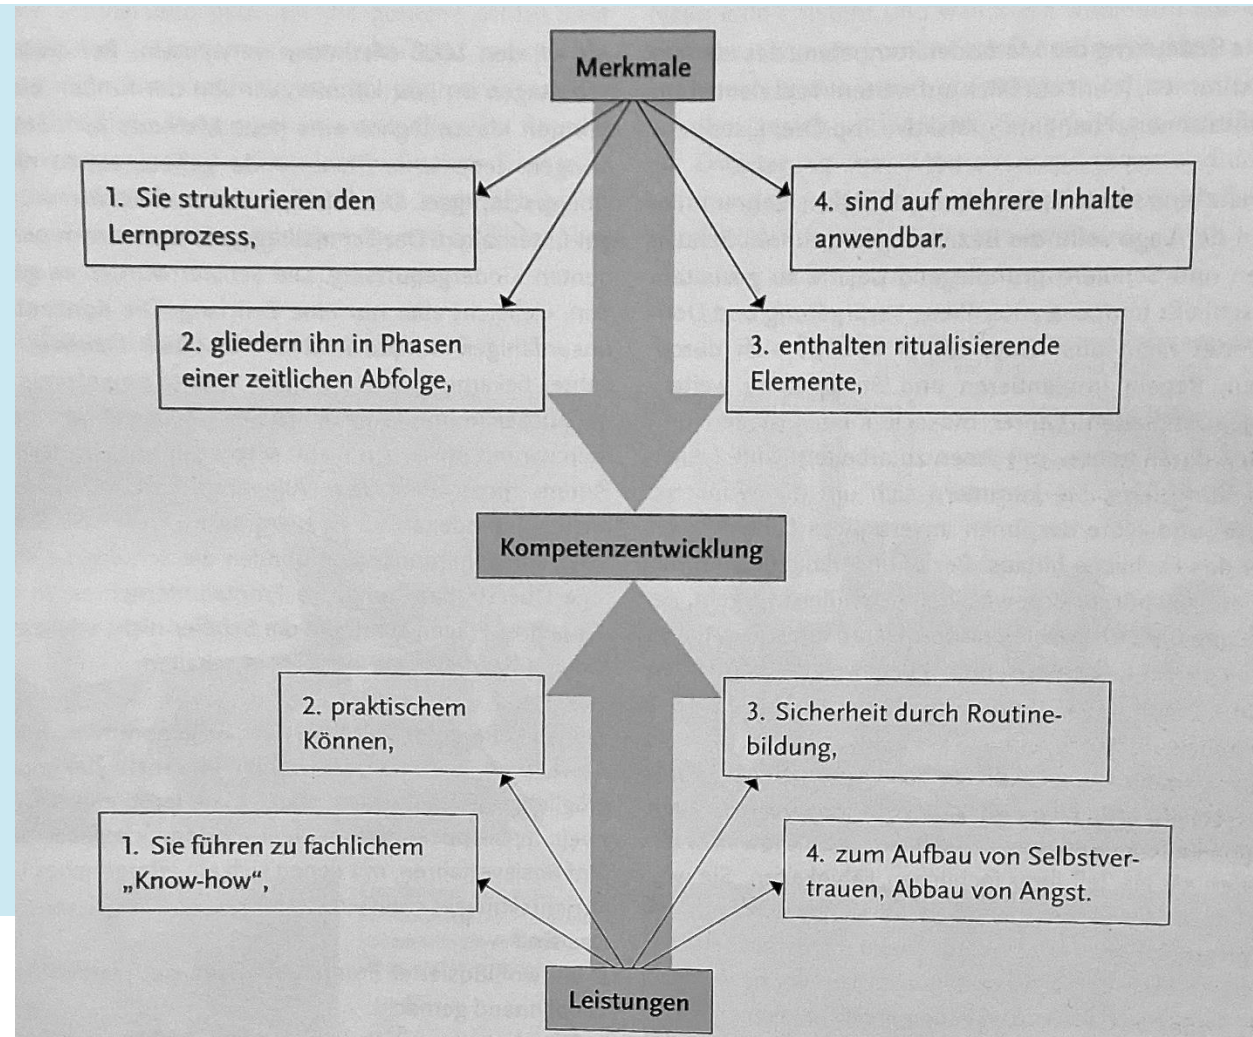 Merkmale
1. Sie strukturieren den
Lernprozess,
4. sind auf mehrere Inhalte
anwendbar.
2. gliedern ihn in Phasen
einer zeitlichen Abfolge,
3. enthalten ritualisierende
Elemente,
Kompetenzentwicklung
2. praktischem
Können,
3. Sicherheit durch Routine-
bildung,
1. Sie führen zu fachlichem
„Know-how“,
4. zum Aufbau von Selbstver-
trauen, Abbau von Angst.
Leistungen